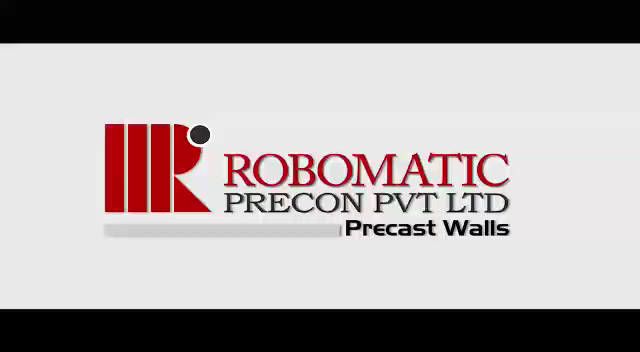 ROBOMATIC
PRECON PVT LTD
Precast Walls